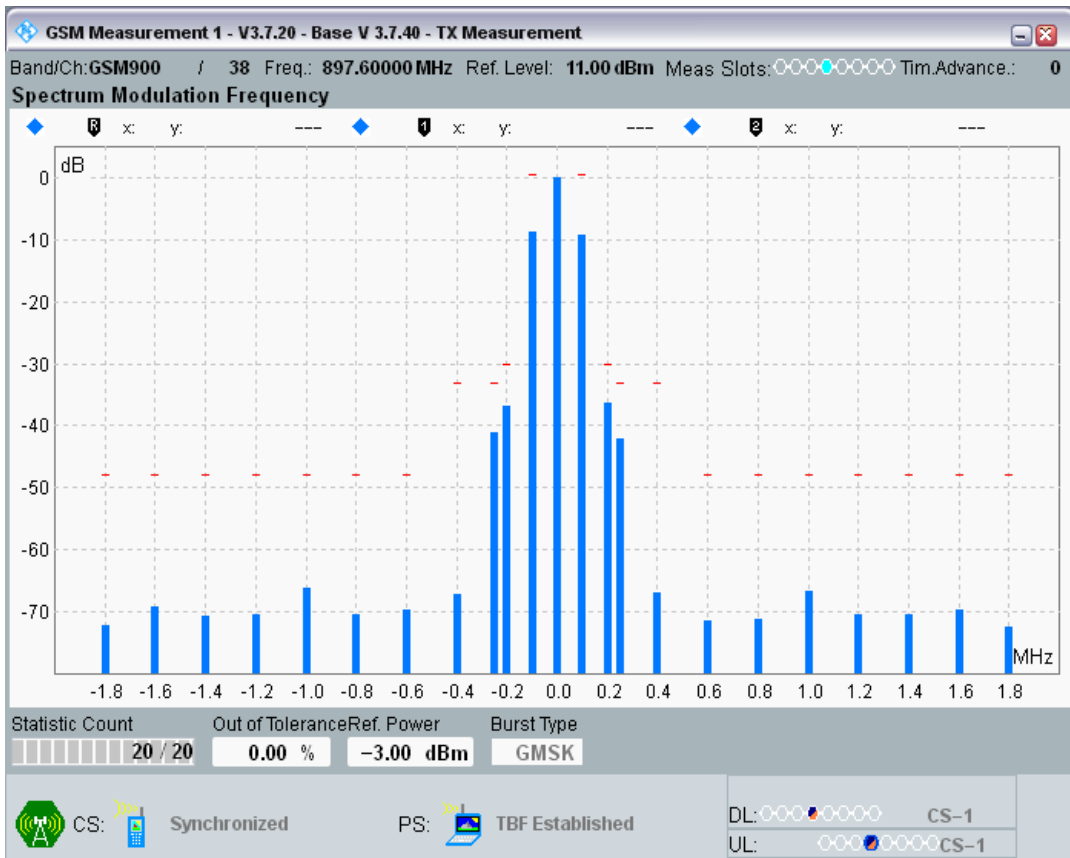 GSM Measurement 1 - V3.7.20 - Base V 3.7.40 - TX Measurement
Band/Ch:GSM900 / 38 Freq.: 897.60000 MHz Ref. Level: 11.00 dBm Meas Slots: Tim.Advance.: 0
Spectrum Modulation Frequency
R x: y: --- 1 x: y: --- 2 x: y: ---
dB
0
-10
-20
-30
-40
-50
-60
-70
MHz
-1.8 -1.6 -1.4 -1.2 -1.0 -0.8 -0.6 -0.4 -0.2 0.0 0.2 0.4 0.6 0.8 1.0 1.2 1.4 1.6 1.8
Statistic Count Out of Tolerance Ref. Power Burst Type
20 / 20 0.00 % -3.00 dBm GMSK
CS: Synchronized PS: TBF Established
DL: CS-1
UL: CS-1